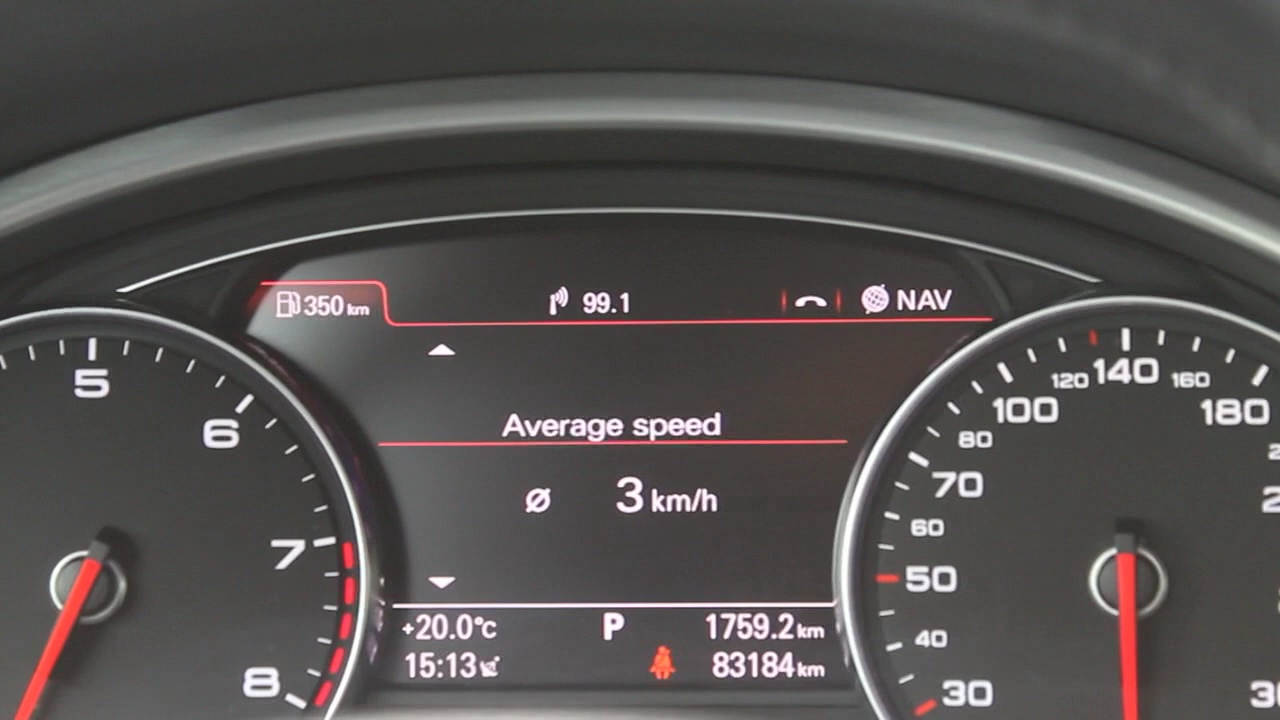 350 km
99.1
NAV
Average speed
Ø 3 km/h
+20.0°C
P
1759.2 km
15:13
83184 km
5
6
7
8
30
40
50
60
70
80
100
120
140
160
180